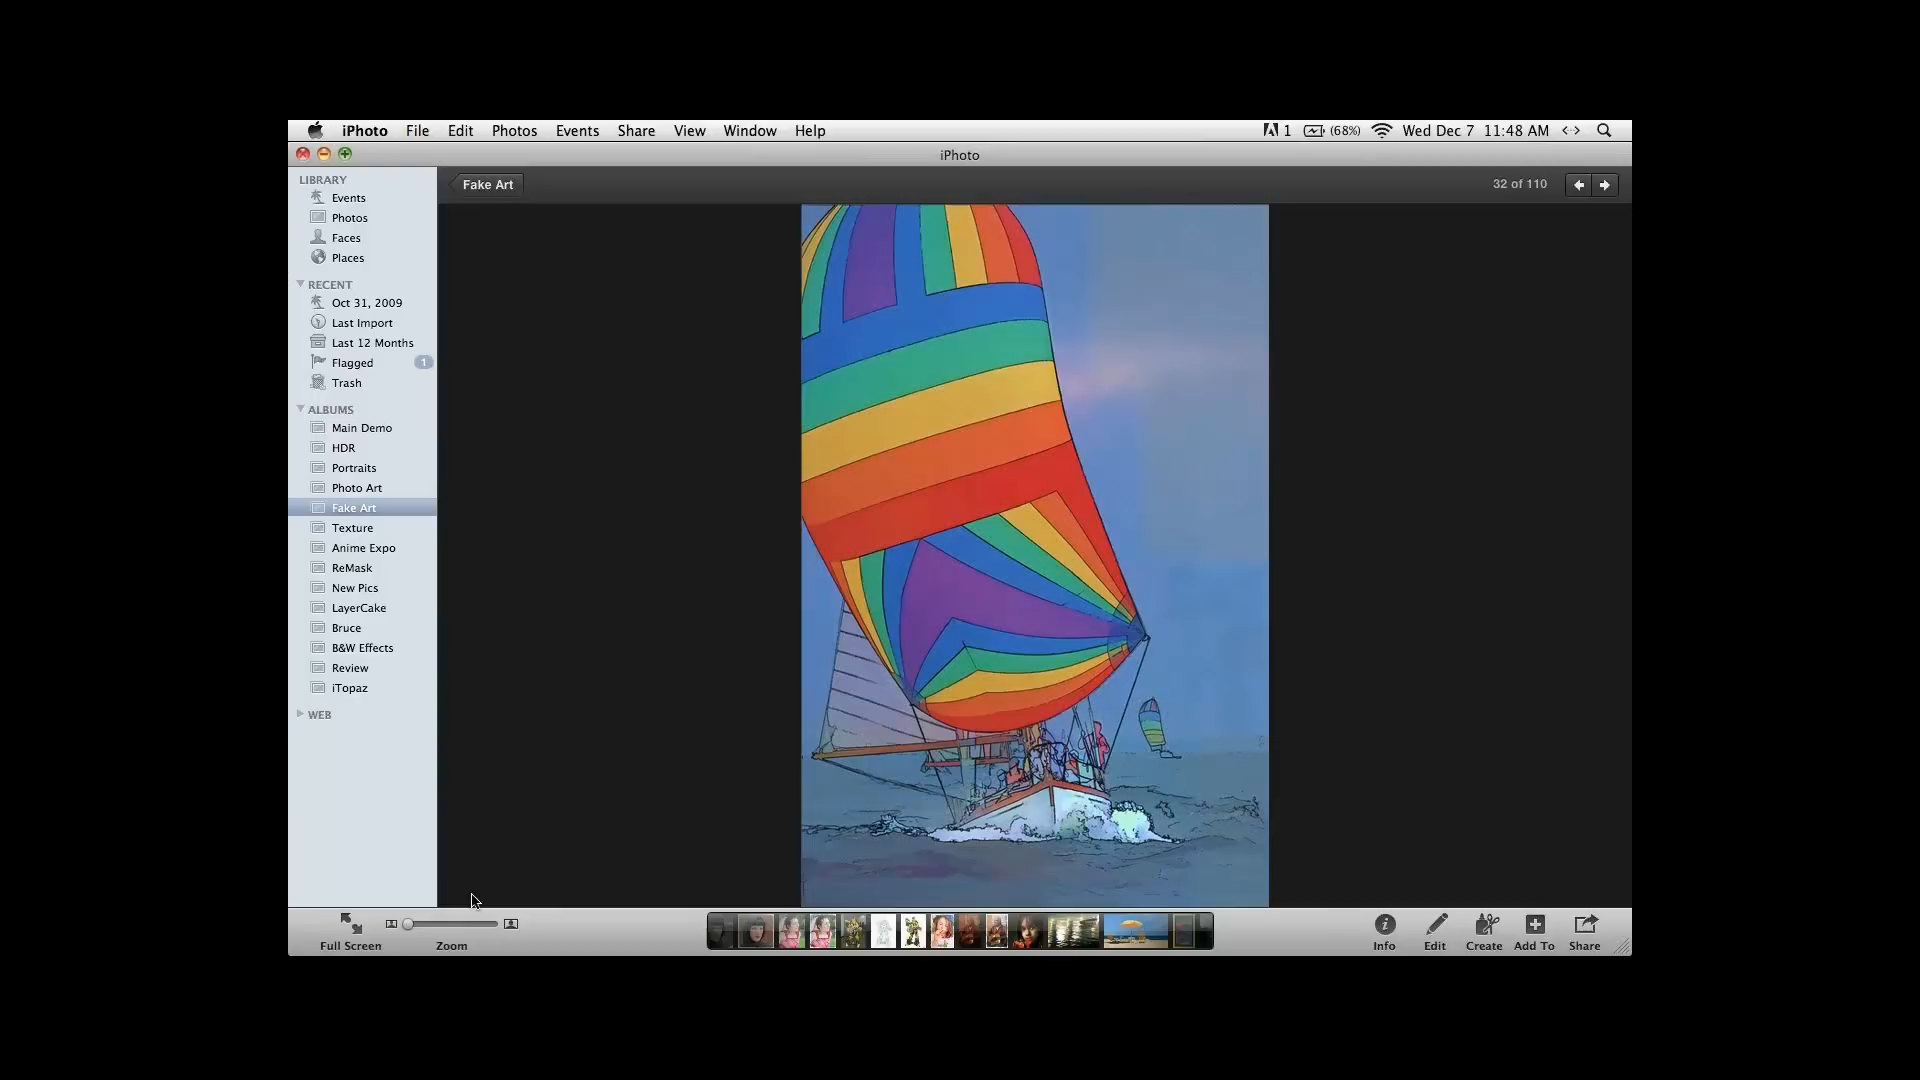 iPhoto File Edit Photos Events Share View Window Help 1 (68%) Wed Dec 7 11:48 AM
iPhoto
LIBRARY
Events
Photos
Faces
Places
RECENT
Oct 31, 2009
Last Import
Last 12 Months
Flagged 1
Trash
ALBUMS
Main Demo
HDR
Portraits
Photo Art
Fake Art
Texture
Anime Expo
ReMask
New Pics
LayerCake
Bruce
B&W Effects
Review
iTopaz
WEB
Fake Art 32 of 110
Full Screen Zoom Info Edit Create Add To Share